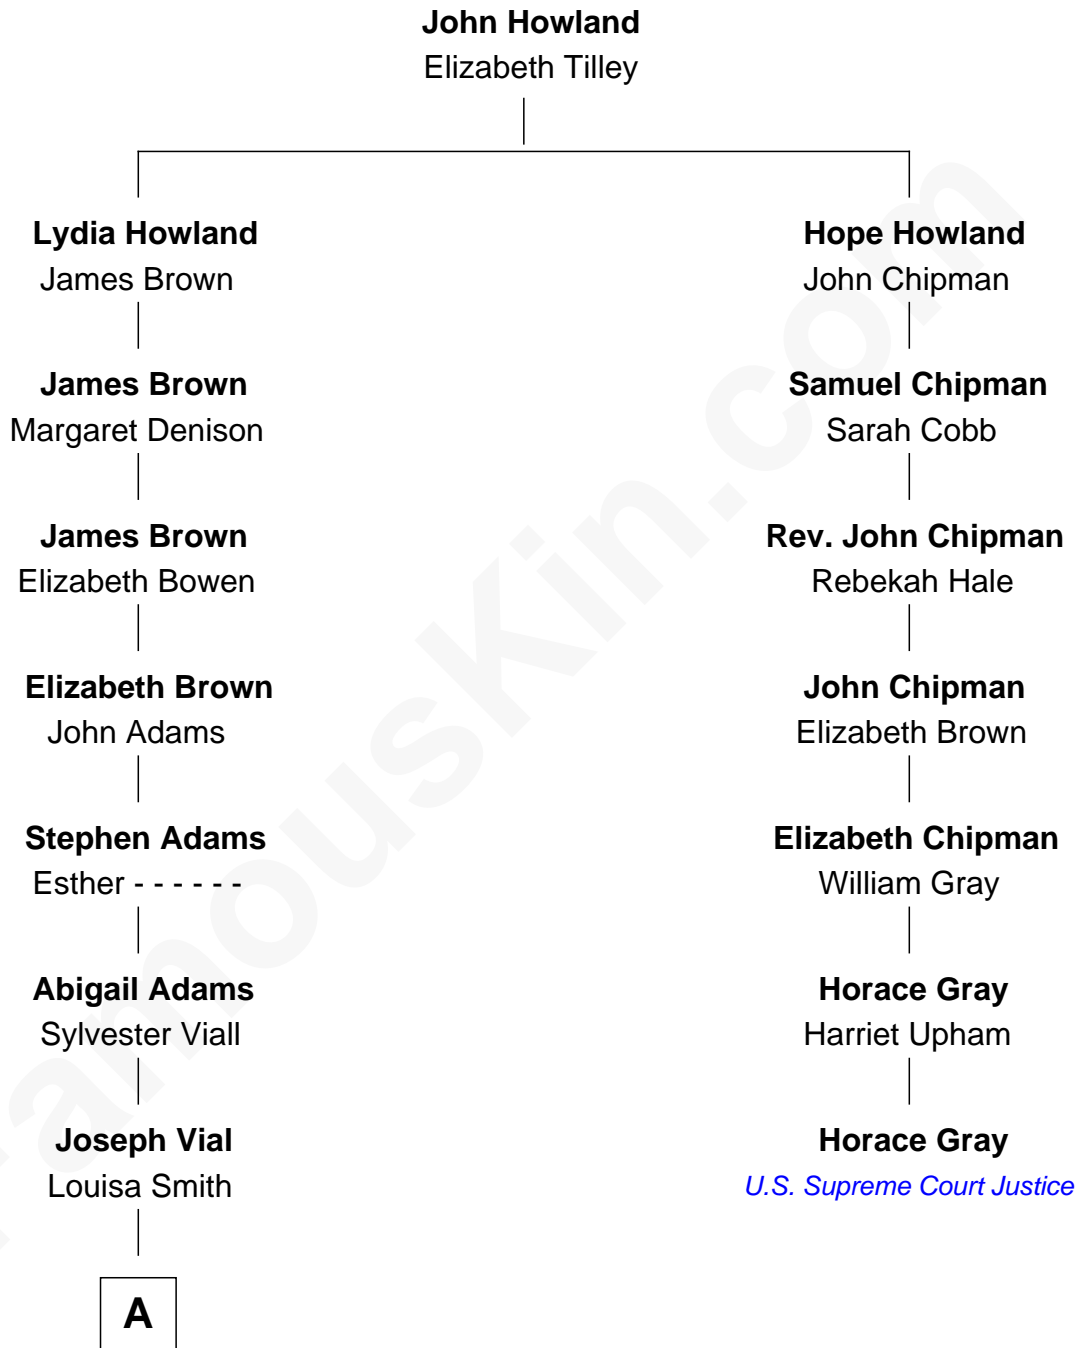 John Howland
Elizabeth Tilley
Lydia Howland
James Brown
Hope Howland
John Chipman
James Brown
Margaret Denison
Samuel Chipman
Sarah Cobb
James Brown
Elizabeth Bowen
Rev. John Chipman
Rebekah Hale
Elizabeth Brown
John Adams
John Chipman
Elizabeth Brown
Stephen Adams
Esther - - - - - -
Elizabeth Chipman
William Gray
Abigail Adams
Sylvester Viall
Horace Gray
Harriet Upham
Joseph Vial
Louisa Smith
Horace Gray
U.S. Supreme Court Justice
A
FamousKin.com